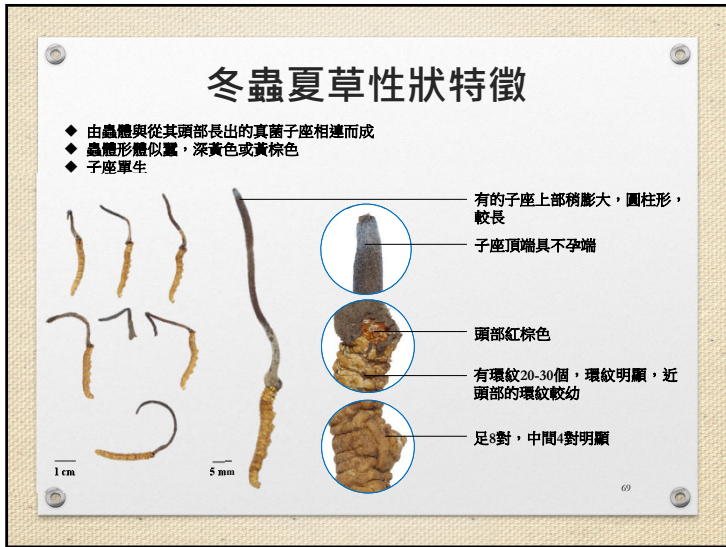 冬蟲夏草性狀特徵
◆ 由蟲體與從其頭部長出的真菌子座相連而成
◆ 蟲體形體似蠶，深黃色或黃棕色
◆ 子座單生
有的子座上部稍膨大，圓柱形，
較長
子座頂端具不孕端
頭部紅棕色
有環紋20-30個，環紋明顯，近
頭部的環紋較幼
足8對，中間4對明顯
1 cm
5 mm
69